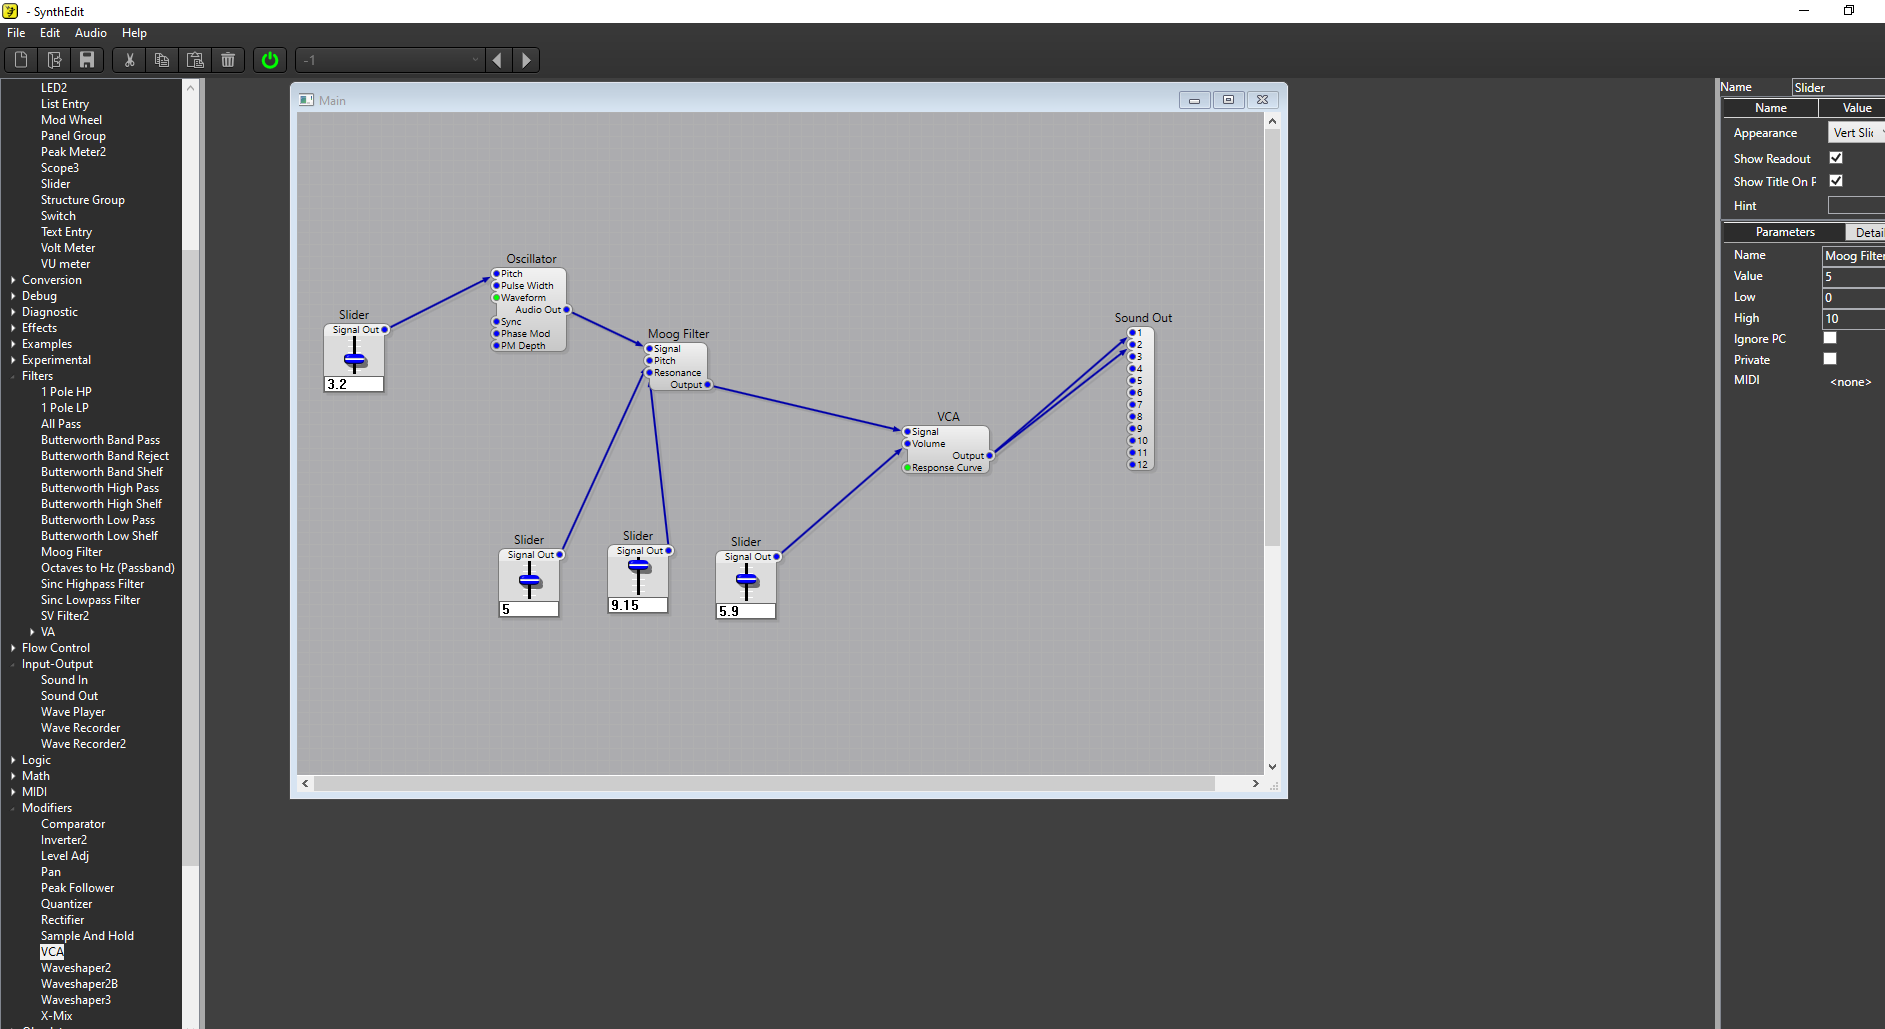 - SynthEdit
File Edit Audio Help
-1
LED2
List Entry
Mod Wheel
Panel Group
Peak Meter2
Scope3
Slider
Structure Group
Switch
Text Entry
Volt Meter
VU meter
Conversion
Debug
Diagnostic
Effects
Examples
Experimental
Filters
1 Pole HP
1 Pole LP
All Pass
Butterworth Band Pass
Butterworth Band Reject
Butterworth Band Shelf
Butterworth High Pass
Butterworth High Shelf
Butterworth Low Pass
Butterworth Low Shelf
Moog Filter
Octaves to Hz (Passband)
Sinc Highpass Filter
Sinc Lowpass Filter
SV Filter2
VA
Flow Control
Input-Output
Sound In
Sound Out
Wave Player
Wave Recorder
Wave Recorder2
Logic
Math
MIDI
Modifiers
Comparator
Inverter2
Level Adj
Pan
Peak Follower
Quantizer
Rectifier
Sample And Hold
VCA
Waveshaper2
Waveshaper2B
Waveshaper3
X-Mix
Main
Slider
Signal Out
3.2
Oscillator
Pitch
Pulse Width
Waveform
Audio Out
Sync
Phase Mod
PM Depth
Moog Filter
Signal
Pitch
Resonance
Output
Slider
Signal Out
5
Slider
Signal Out
9.15
Slider
Signal Out
5.9
VCA
Signal
Volume
Output
Response Curve
Sound Out
1
2
3
4
5
6
7
8
9
10
11
12
Name Slider
Name Value
Appearance Vert Slic
Show Readout
Show Title On P
Hint
Parameters Detail
Name Moog Filter
Value 5
Low 0
High 10
Ignore PC
Private
MIDI <none>